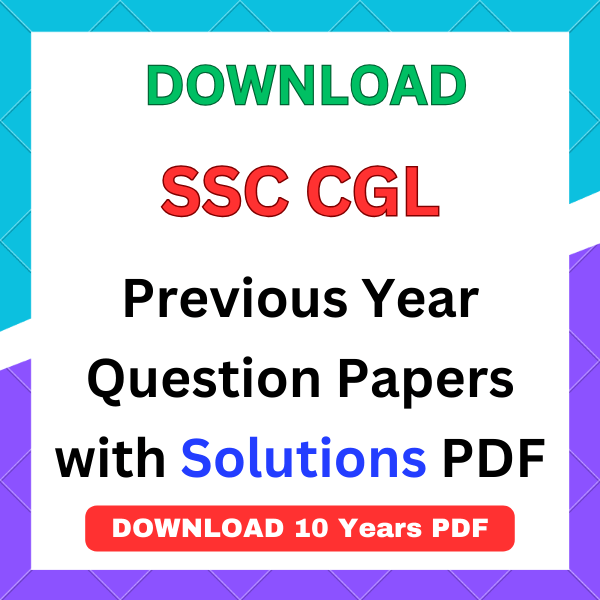 DOWNLOAD
SSC CGL
Previous Year
Question Papers
with Solutions PDF
DOWNLOAD 10 Years PDF